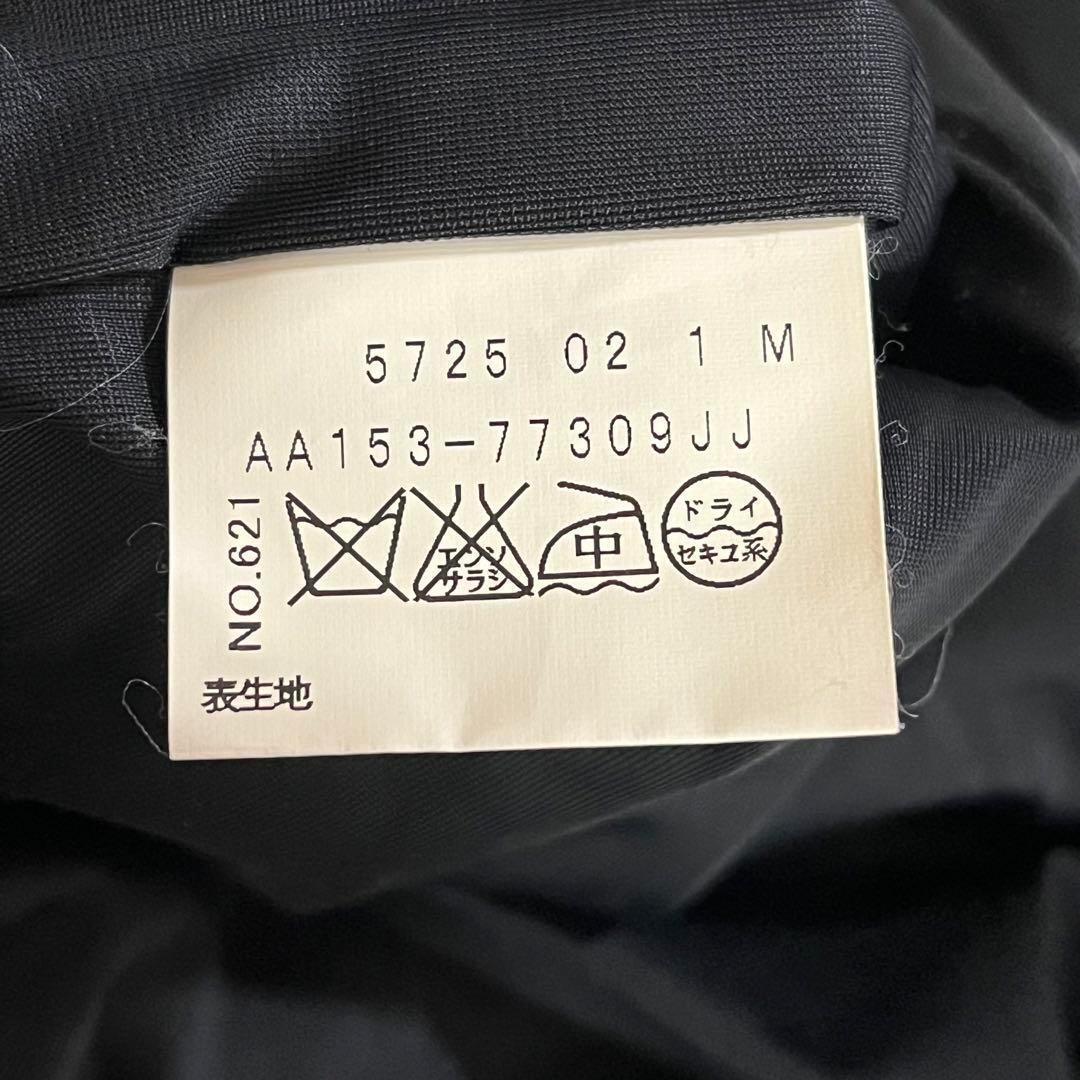 5725 02 1 M
AA153-77309JJ
NO.621
エンソ
サラシ
中
ドライ
セキユ系
表生地